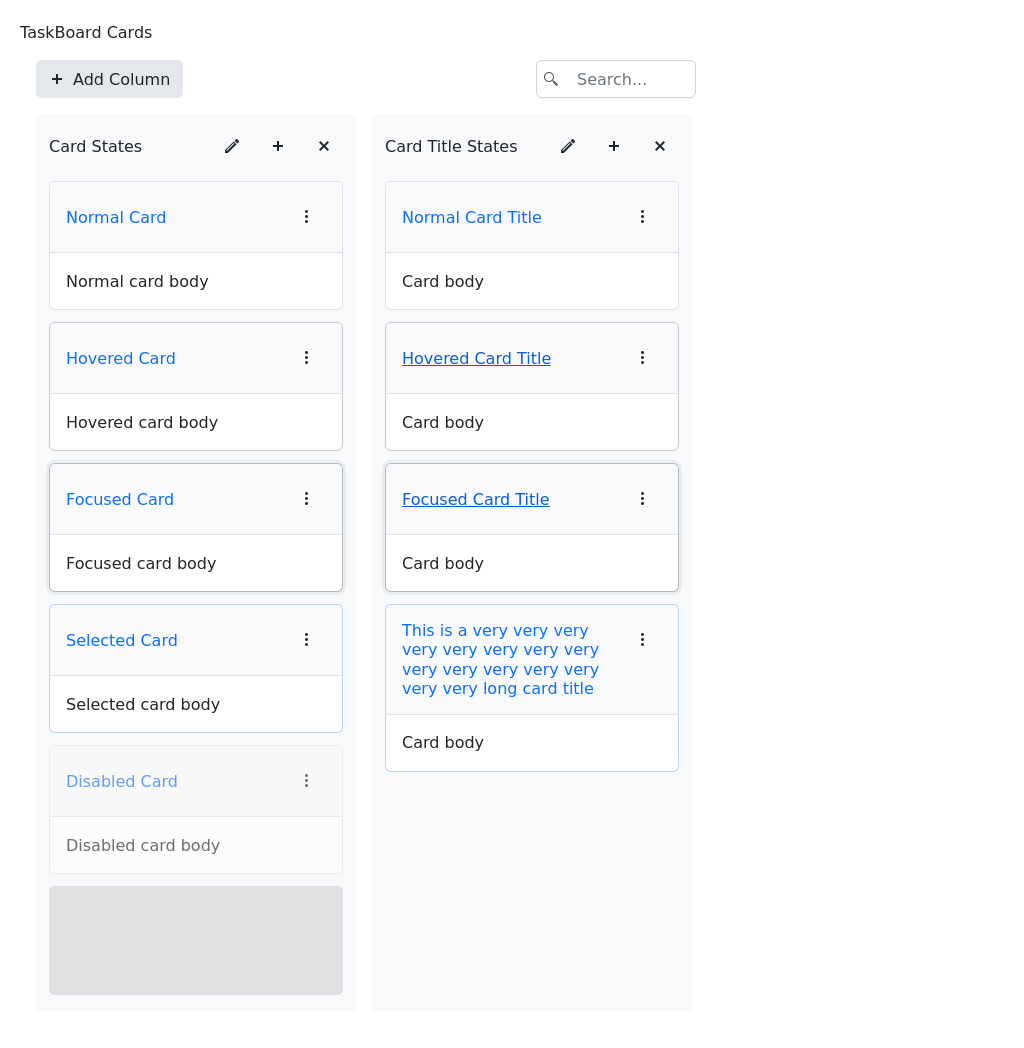 TaskBoard Cards
Add Column
Search...
Card States
Normal Card
Normal card body
Hovered Card
Hovered card body
Focused Card
Focused card body
Selected Card
Selected card body
Disabled Card
Disabled card body
Card Title States
Normal Card Title
Card body
Hovered Card Title
Card body
Focused Card Title
Card body
This is a very very very
very very very very very
very very very very very
very very long card title
Card body